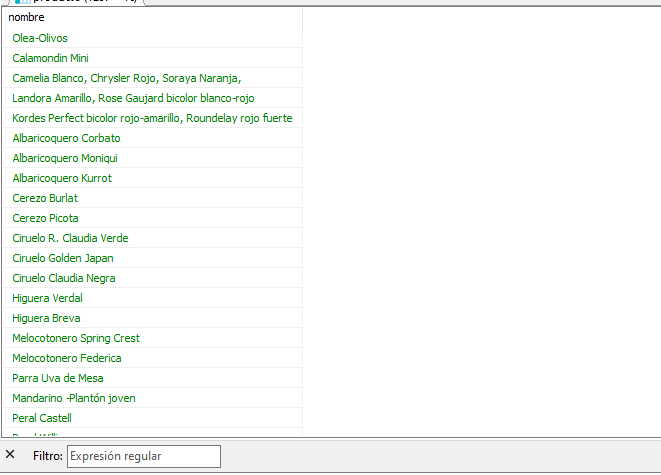 nombre
Olea-Olivos
Calamondin Mini
Camelia Blanco, Chrysler Rojo, Soraya Naranja,
Landora Amarillo, Rose Gaujard bicolor blanco-rojo
Kordes Perfect bicolor rojo-amarillo, Roundelay rojo fuerte
Albaricoquero Corbato
Albaricoquero Moniqui
Albaricoquero Kurrot
Cerezo Burlat
Cerezo Picota
Ciruelo R. Claudia Verde
Ciruelo Golden Japan
Ciruelo Claudia Negra
Higuera Verdal
Higuera Breva
Melocotonero Spring Crest
Melocotonero Federica
Parra Uva de Mesa
Mandarino -Plantón joven
Peral Castell
Filtro: Expresión regular